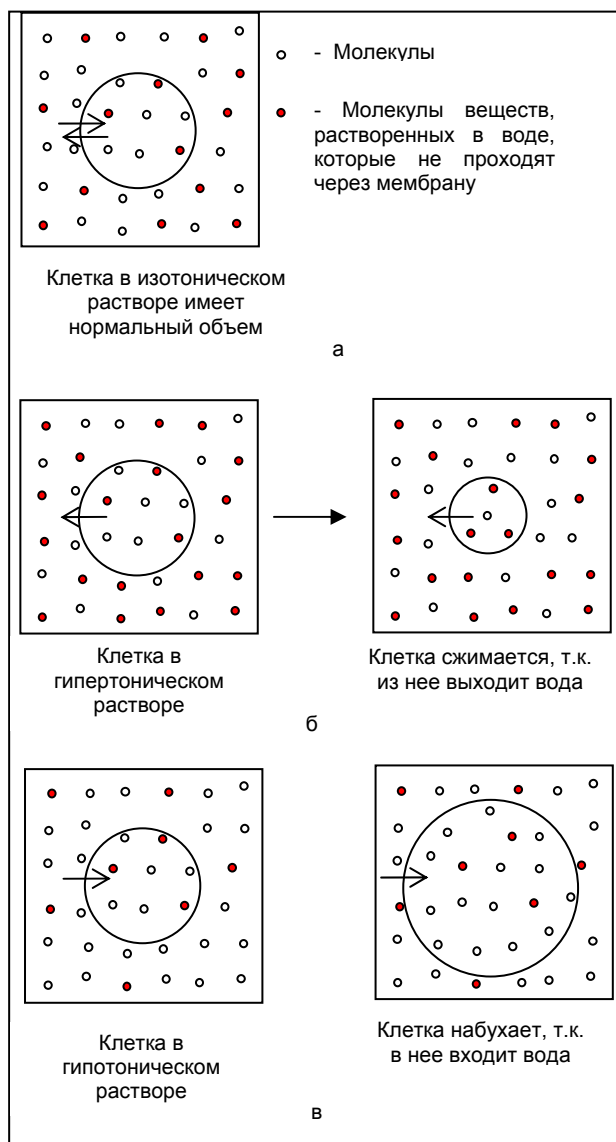 - Молекулы
- Молекулы веществ,
растворенных в воде,
которые не проходят
через мембрану
Клетка в изотоническом
растворе имеет
нормальный объем
а
Клетка в
гипертоническом
растворе
Клетка сжимается, т.к.
из нее выходит вода
б
Клетка в
гипотоническом
растворе
Клетка набухает, т.к.
в нее входит вода
в